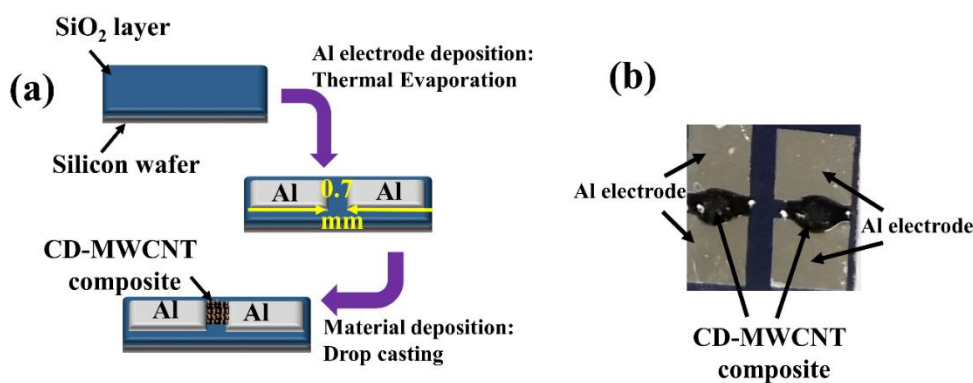 (a)
SiO₂ layer
Silicon wafer
Al electrode deposition:
Thermal Evaporation
Al
0.7
mm
Al
CD-MWCNT
composite
Al
Al
Material deposition:
Drop casting
(b)
Al electrode
Al electrode
CD-MWCNT
composite